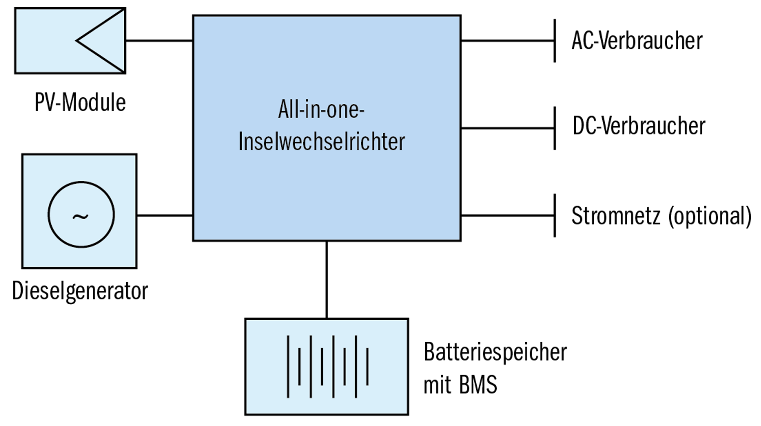 PV-Module
Dieselgenerator
All-in-one-
Inselwechselrichter
AC-Verbraucher
DC-Verbraucher
Stromnetz (optional)
Batteriespeicher
mit BMS
~